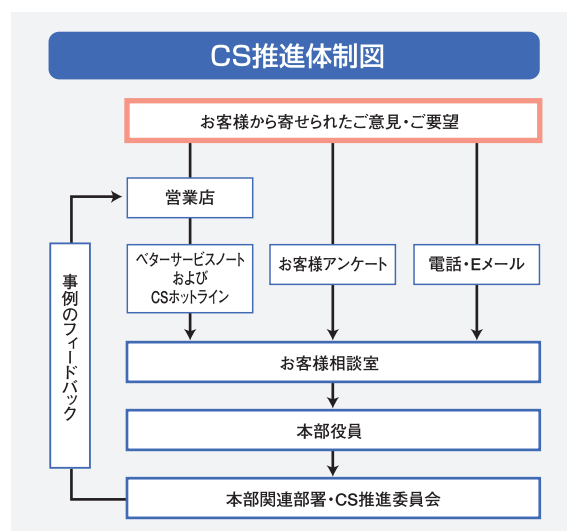 CS推進体制図
お客様から寄せられたご意見・ご要望
営業店
ベターサービスノート
および
CSホットライン
お客様アンケート
電話・Eメール
事例のフィードバック
お客様相談室
本部役員
本部関連部署・CS推進委員会